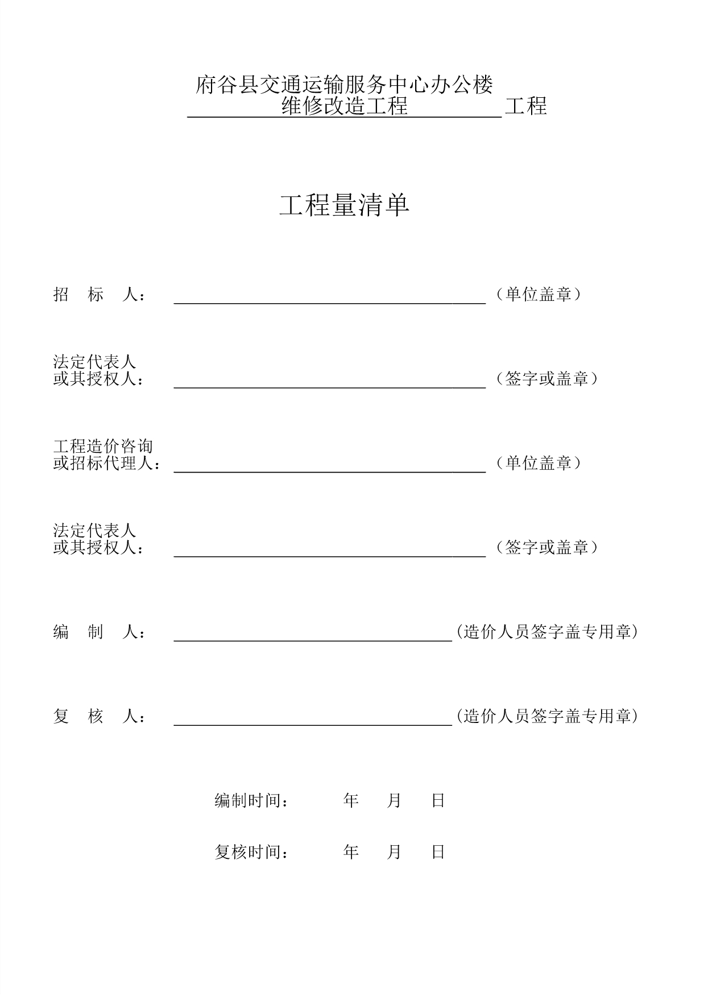 府谷县交通运输服务中心办公楼
维修改造工程 工程
工程量清单
招 标 人： （单位盖章）
法定代表人
或其授权人： （签字或盖章）
工程造价咨询
或招标代理人： （单位盖章）
法定代表人
或其授权人： （签字或盖章）
编 制 人： (造价人员签字盖专用章)
复 核 人： (造价人员签字盖专用章)
编制时间： 年 月 日
复核时间： 年 月 日